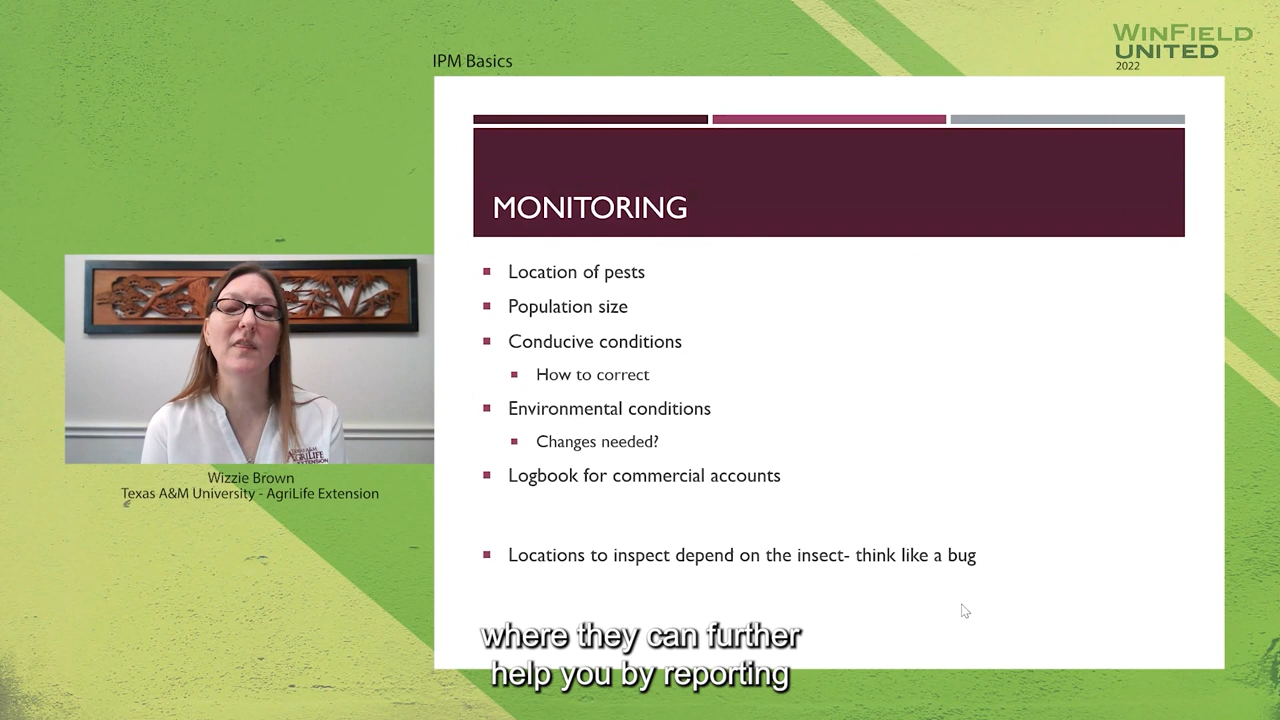 WINFIELD
UNITED
2022
IPM Basics
MONITORING
Location of pests
Population size
Conducive conditions
How to correct
Environmental conditions
Changes needed?
Logbook for commercial accounts
Locations to inspect depend on the insect- think like a bug
AGRILIFE
EXTENSION
Wizzie Brown
Texas A&M University - AgriLife Extension
where they can further
help you by reporting